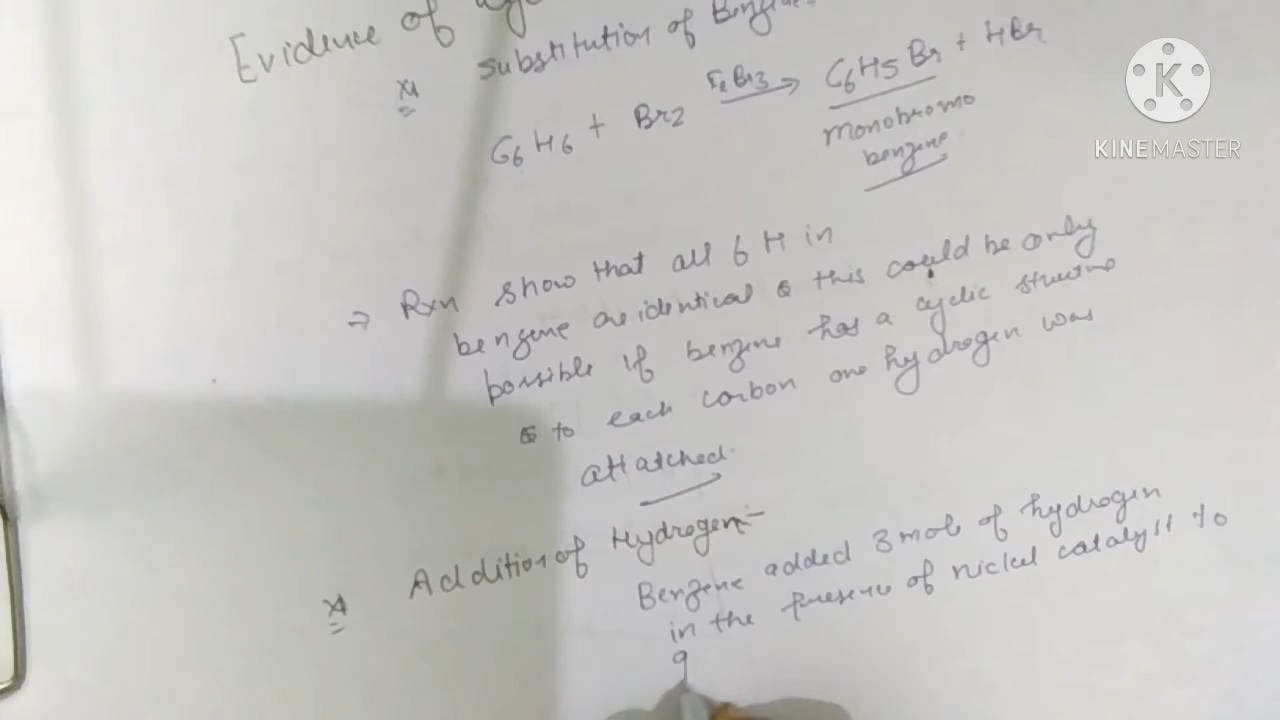 Evidence of
* substitution of Benzene:
C6H6 + Br2 FeBr3 → C6H5Br + HBr
monobromo
benzene
⇒ Rxn show that all 6 H in
benzene are identical & this could be only
possible if benzene has a cyclic structure
& to each carbon one hydrogen was
attatched.
* Addition of Hydrogen:-
Benzene added 3 mol of hydrogen
in the presence of nickel catalyst to
g
K
KINEMASTER